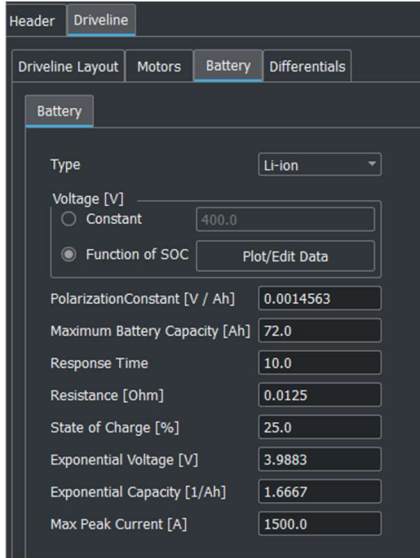 Header Driveline
Driveline Layout Motors Battery Differentials
Battery
Type Li-ion
Voltage [V]
Constant 400.0
Function of SOC Plot/Edit Data
PolarizationConstant [V / Ah] 0.0014563
Maximum Battery Capacity [Ah] 72.0
Response Time 10.0
Resistance [Ohm] 0.0125
State of Charge [%] 25.0
Exponential Voltage [V] 3.9883
Exponential Capacity [1/Ah] 1.6667
Max Peak Current [A] 1500.0